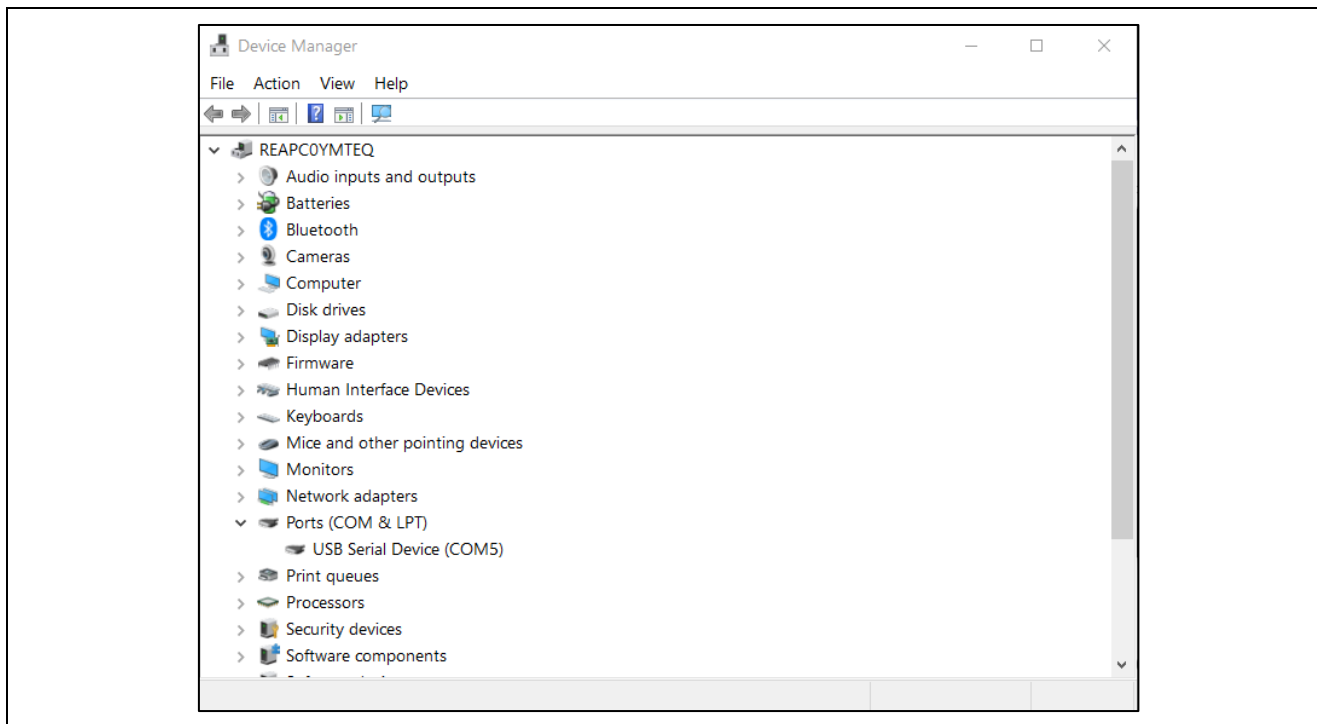 Device Manager
File Action View Help
REAPC0YMTEQ
Audio inputs and outputs
Batteries
Bluetooth
Cameras
Computer
Disk drives
Display adapters
Firmware
Human Interface Devices
Keyboards
Mice and other pointing devices
Monitors
Network adapters
Ports (COM & LPT)
USB Serial Device (COM5)
Print queues
Processors
Security devices
Software components